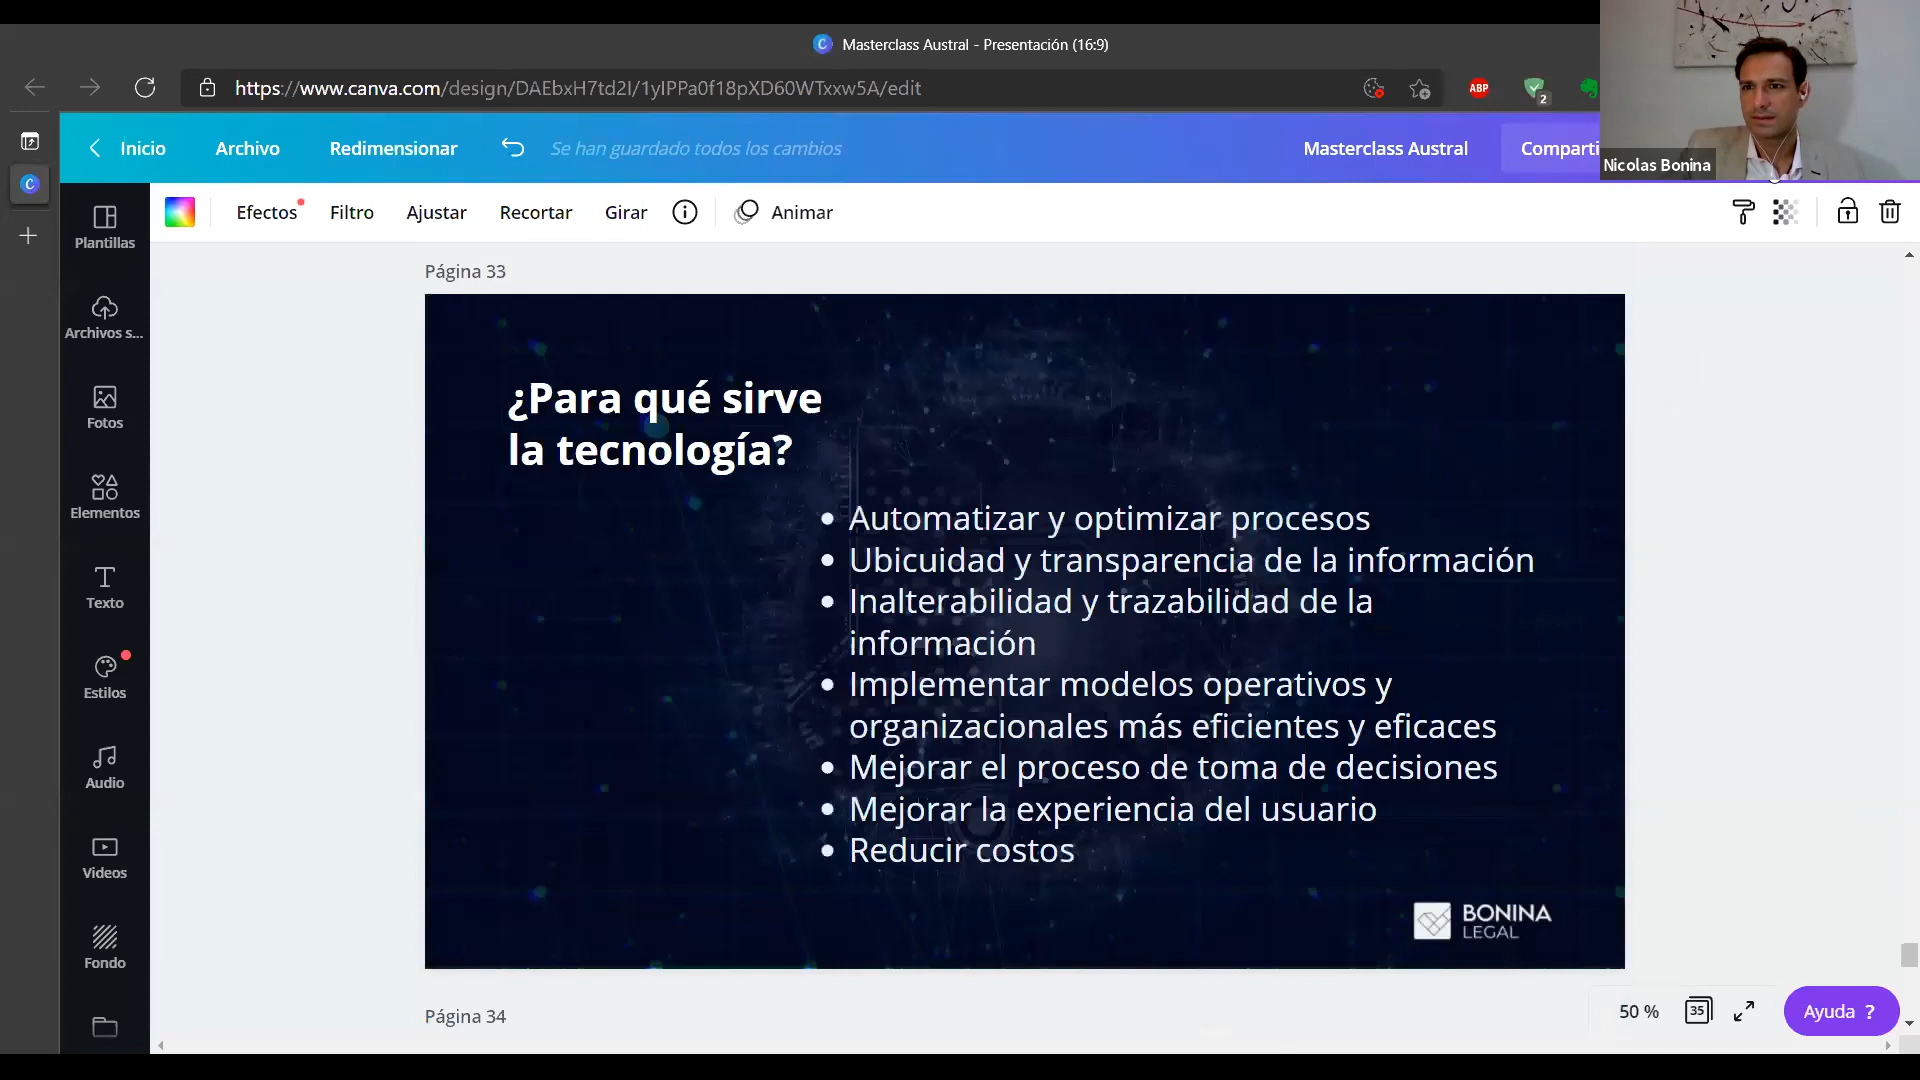 Masterclass Austral - Presentación (16:9)
https://www.canva.com/design/DAEbxH7td2I/1yIPPa0f18pXD60WTxxw5A/edit
ABP
2
Nicolas Bonina
Inicio
Archivo
Redimensionar
Se han guardado todos los cambios
Masterclass Austral
Comparti
Efectos
Filtro
Ajustar
Recortar
Girar
Animar
Plantillas
Archivos s...
Fotos
Elementos
Texto
Estilos
Audio
Videos
Fondo
Página 33
¿Para qué sirve
la tecnología?
• Automatizar y optimizar procesos
• Ubicuidad y transparencia de la información
• Inalterabilidad y trazabilidad de la
información
• Implementar modelos operativos y
organizacionales más eficientes y eficaces
• Mejorar el proceso de toma de decisiones
• Mejorar la experiencia del usuario
• Reducir costos
BONINA
LEGAL
Página 34
50 %
35
Ayuda ?